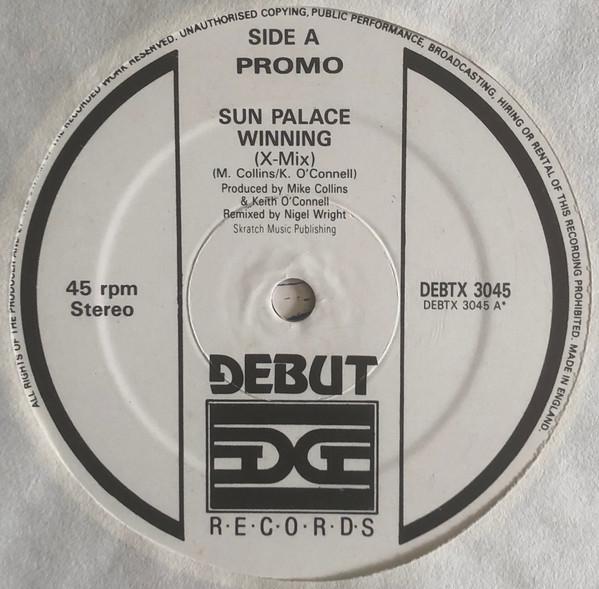 SIDE A
PROMO
SUN PALACE
WINNING
(X-Mix)
(M. Collins/K. O'Connell)
Produced by Mike Collins
& Keith O'Connell
Remixed by Nigel Wright
Skratch Music Publishing
45 rpm
Stereo
DEBTX 3045
DEBTX 3045 A*
DEBUT
R·E·C·O·R·D·S
ALL RIGHTS OF THE PRODUCER AND OF THE
THE RECORDED WORK RESERVED. UNAUTHORISED COPYING, PUBLIC PERFORMANCE, BROADCASTING, HIRING OR RENTAL OF THIS RECORDING PROHIBITED. MADE IN ENGLAND.